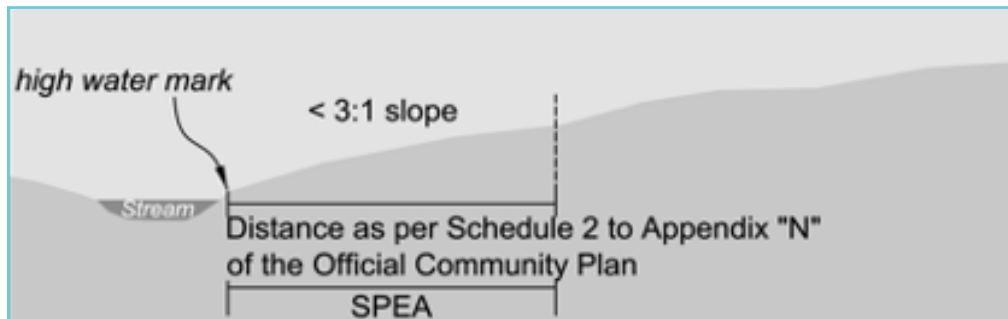 high water mark
< 3:1 slope
Stream
Distance as per Schedule 2 to Appendix "N"
of the Official Community Plan
SPEA